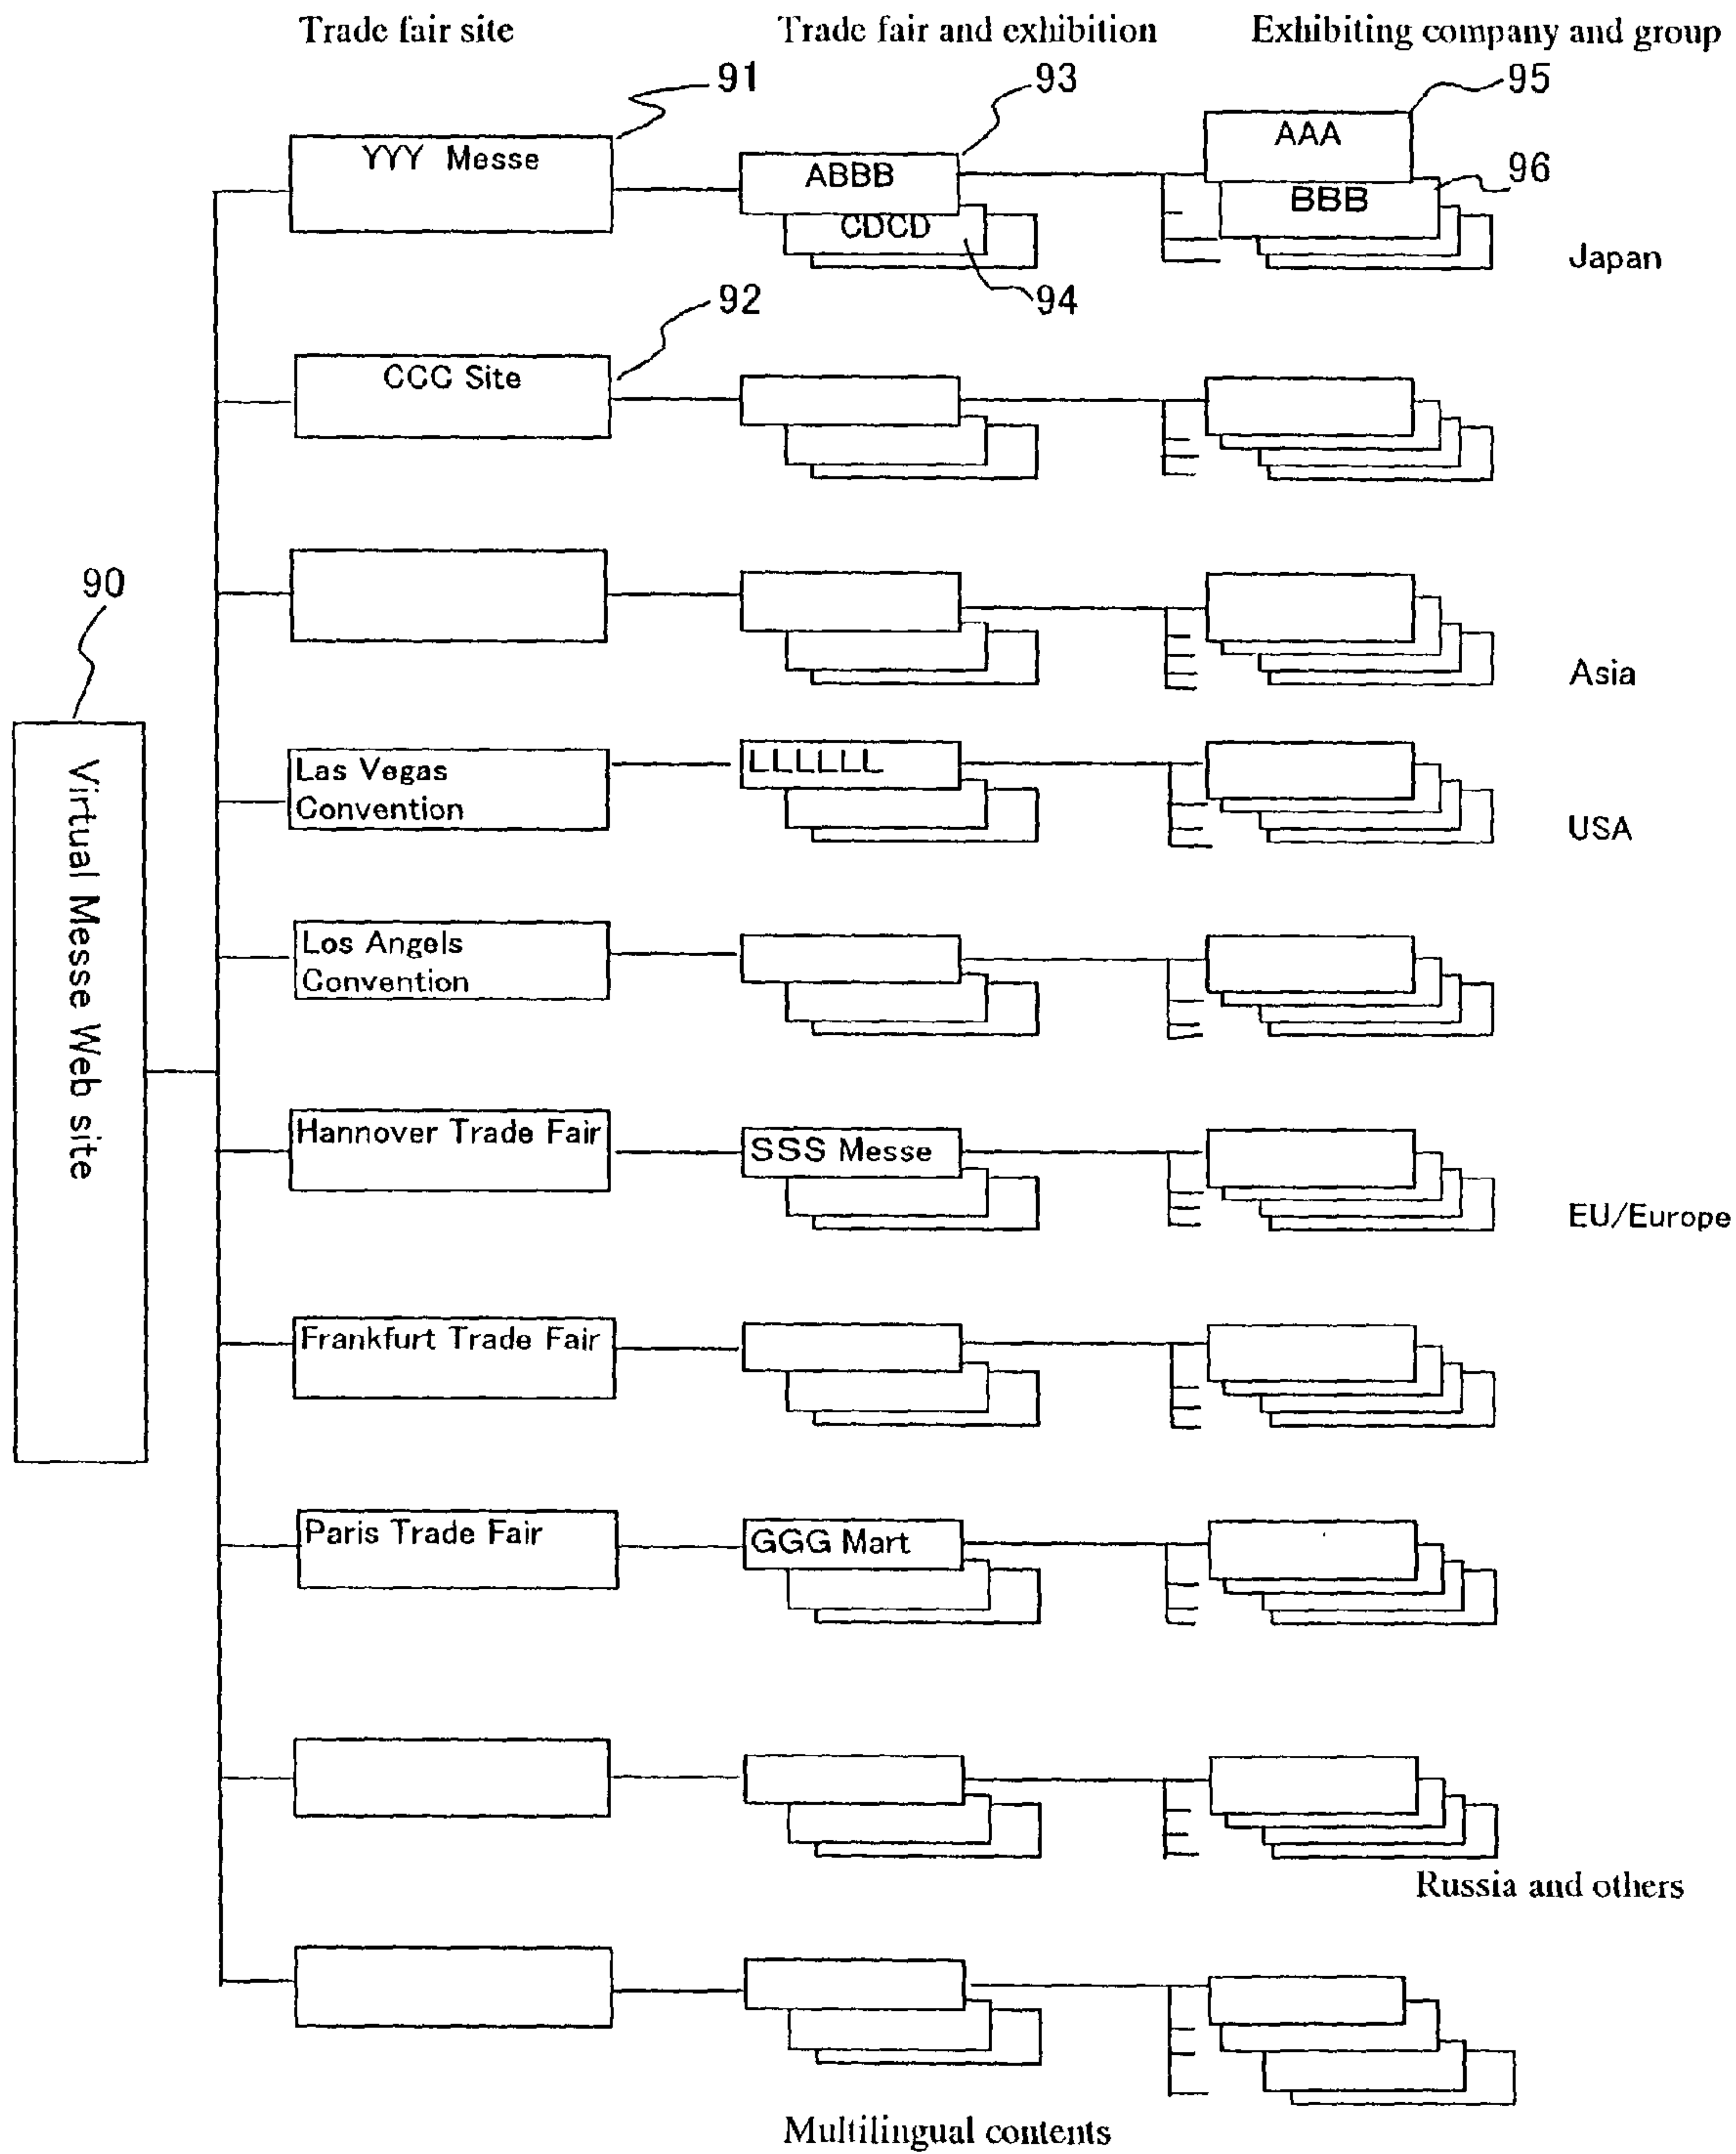 Trade fair site
Trade fair and exhibition
Exhibiting company and group
91
93
95
YYY Messe
ABBB
AAA
96
BBB
CDCD
Japan
94
92
CCC Site
90
Asia
Virtual Messe Web site
Las Vegas
Convention
LLLLLL
USA
Los Angels
Convention
Hannover Trade Fair
SSS Messe
EU/Europe
Frankfurt Trade Fair
Paris Trade Fair
GGG Mart
Russia and others
Multilingual contents